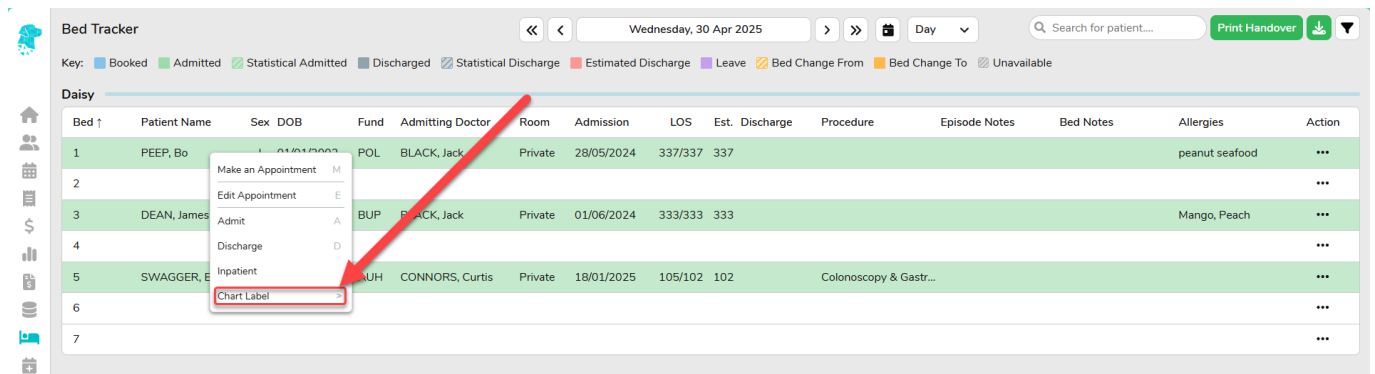 Bed Tracker
Wednesday, 30 Apr 2025
Day
Search for patient....
Print Handover
Key: Booked Admitted Statistical Admitted Discharged Statistical Discharge Estimated Discharge Leave Bed Change From Bed Change To Unavailable
Daisy
Bed ↑ Patient Name Sex DOB Fund Admitting Doctor Room Admission LOS Est. Discharge Procedure Episode Notes Bed Notes Allergies Action
1 PEEP, Bo POL BLACK, Jack Private 28/05/2024 337/337 337 peanut seafood •••
Make an Appointment M
2 •••
Edit Appointment E
3 DEAN, James BUP Private 01/06/2024 333/333 333 Mango, Peach •••
Admit A
4 •••
Discharge D
5 SWAGGER, CONNORS, Curtis Private 18/01/2025 105/102 102 Colonoscopy & Gastr... •••
Inpatient
Chart Label >
6 •••
7 •••